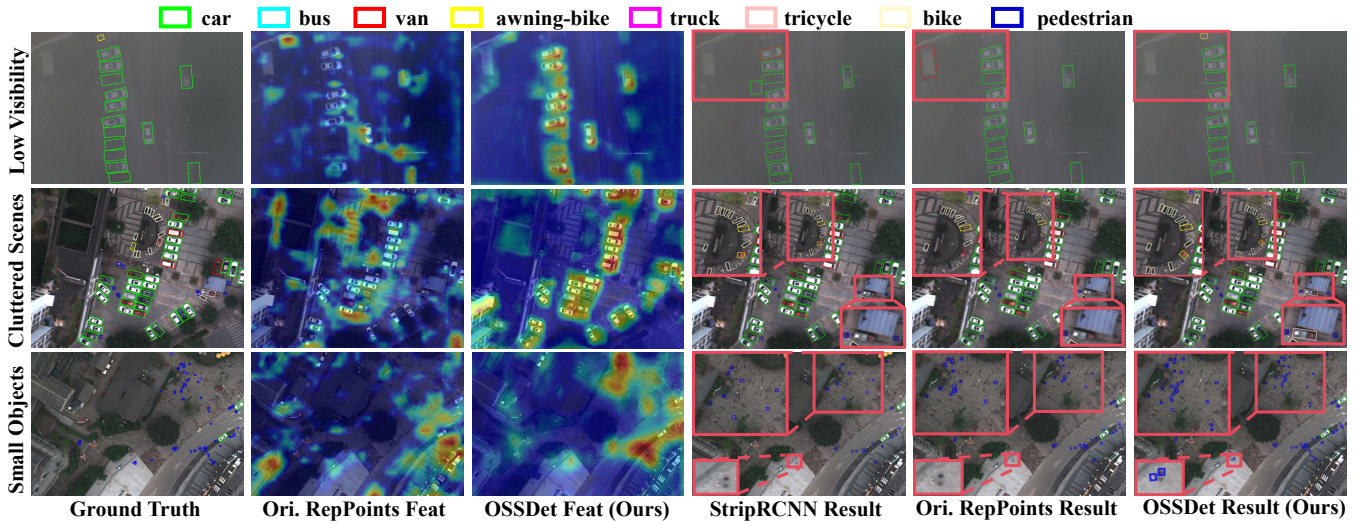 car bus van awning-bike truck tricycle bike pedestrian
Low Visibility
Cluttered Scenes
Small Objects
Ground Truth Ori. RepPoints Feat OSSDet Feat (Ours) StripRCNN Result Ori. RepPoints Result OSSDet Result (Ours)